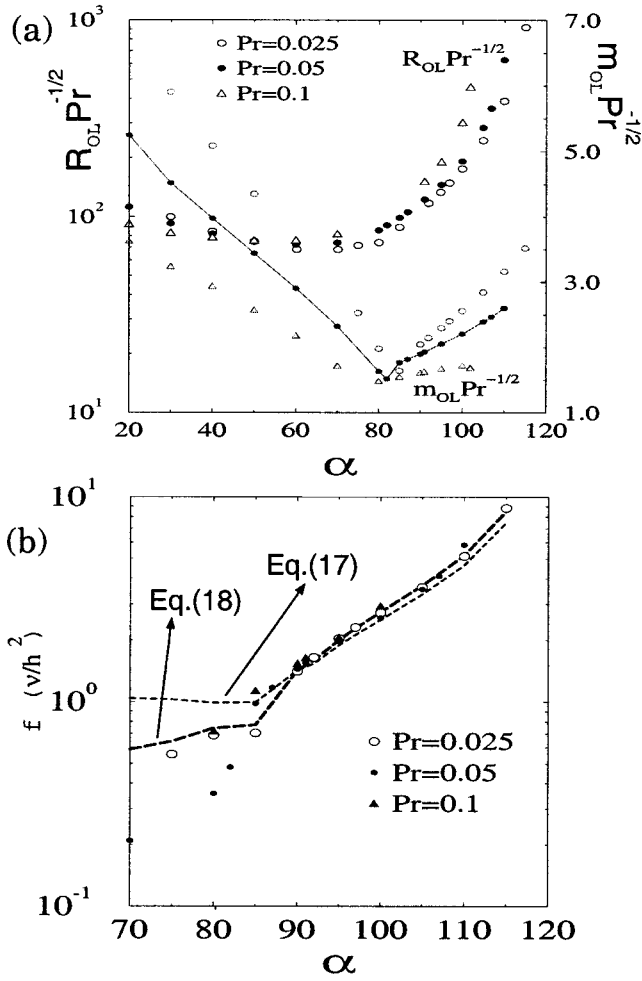 (a)
10³
10²
10¹
R_OL Pr^-1/2
○ Pr=0.025
● Pr=0.05
△ Pr=0.1
R_OL Pr^-1/2
m_OL Pr^-1/2
7.0
5.0
3.0
1.0
m_OL Pr^-1/2
20 40 60 80 100 120
α
(b)
10¹
10⁰
10⁻¹
f (ν/h²)
Eq.(17)
Eq.(18)
○ Pr=0.025
● Pr=0.05
▲ Pr=0.1
70 80 90 100 110 120
α